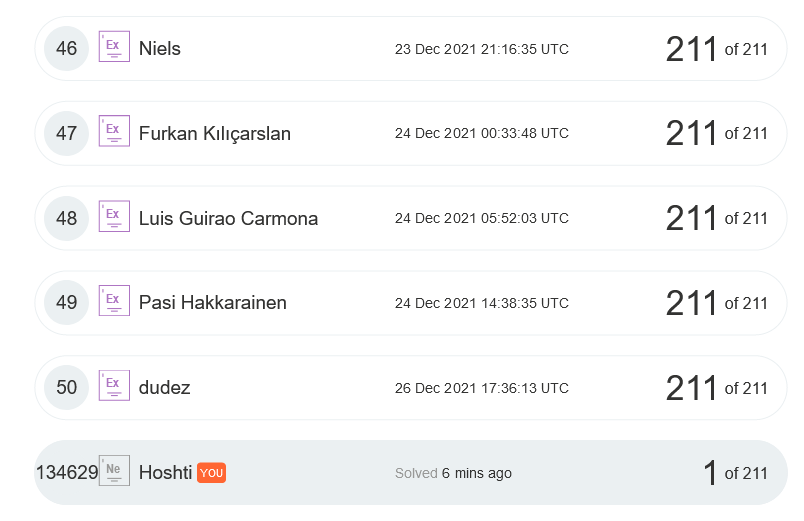 46 Ex Niels 23 Dec 2021 21:16:35 UTC 211 of 211
47 Ex Furkan Kılıçarslan 24 Dec 2021 00:33:48 UTC 211 of 211
48 Ex Luis Guirao Carmona 24 Dec 2021 05:52:03 UTC 211 of 211
49 Ex Pasi Hakkarainen 24 Dec 2021 14:38:35 UTC 211 of 211
50 Ex dudez 26 Dec 2021 17:36:13 UTC 211 of 211
134629 Ne Hoshti YOU Solved 6 mins ago 1 of 211